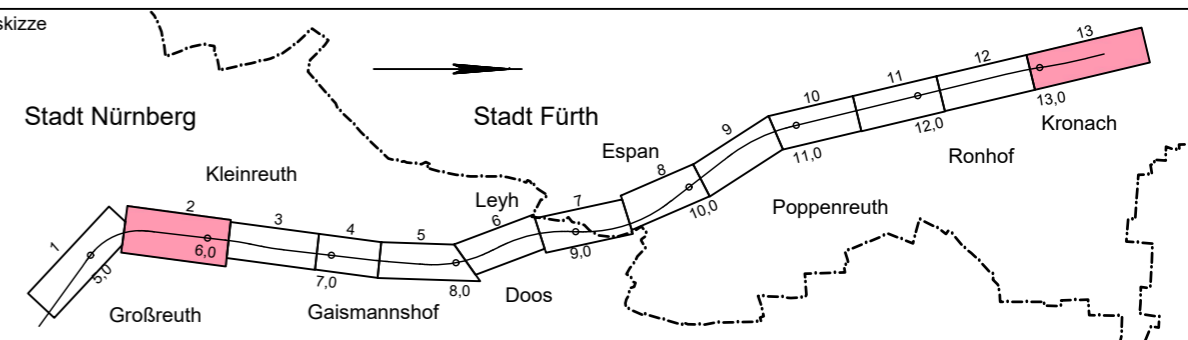 skizze
Stadt Nürnberg
Stadt Fürth
Kleinreuth
Leyh
Espan
Großreuth
Gaismannshof
Doos
Poppenreuth
Ronhof
Kronach
1
2
3
4
5
6
7
8
9
10
11
12
13
5,0
6,0
7,0
8,0
9,0
10,0
11,0
12,0
13,0